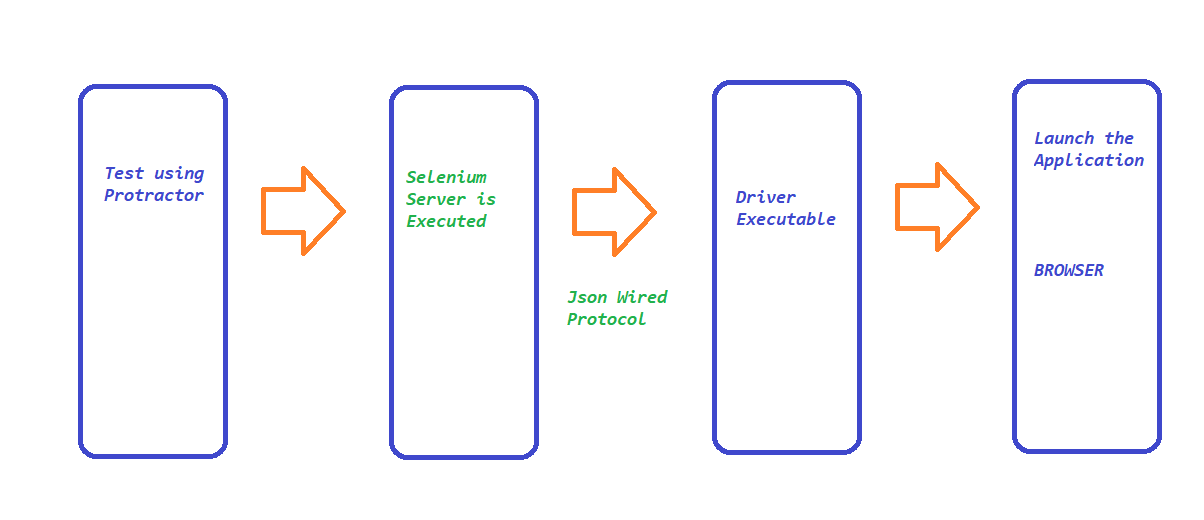 Test using
Protractor
Selenium
Server is
Executed
Json Wired
Protocol
Driver
Executable
Launch the
Application
BROWSER